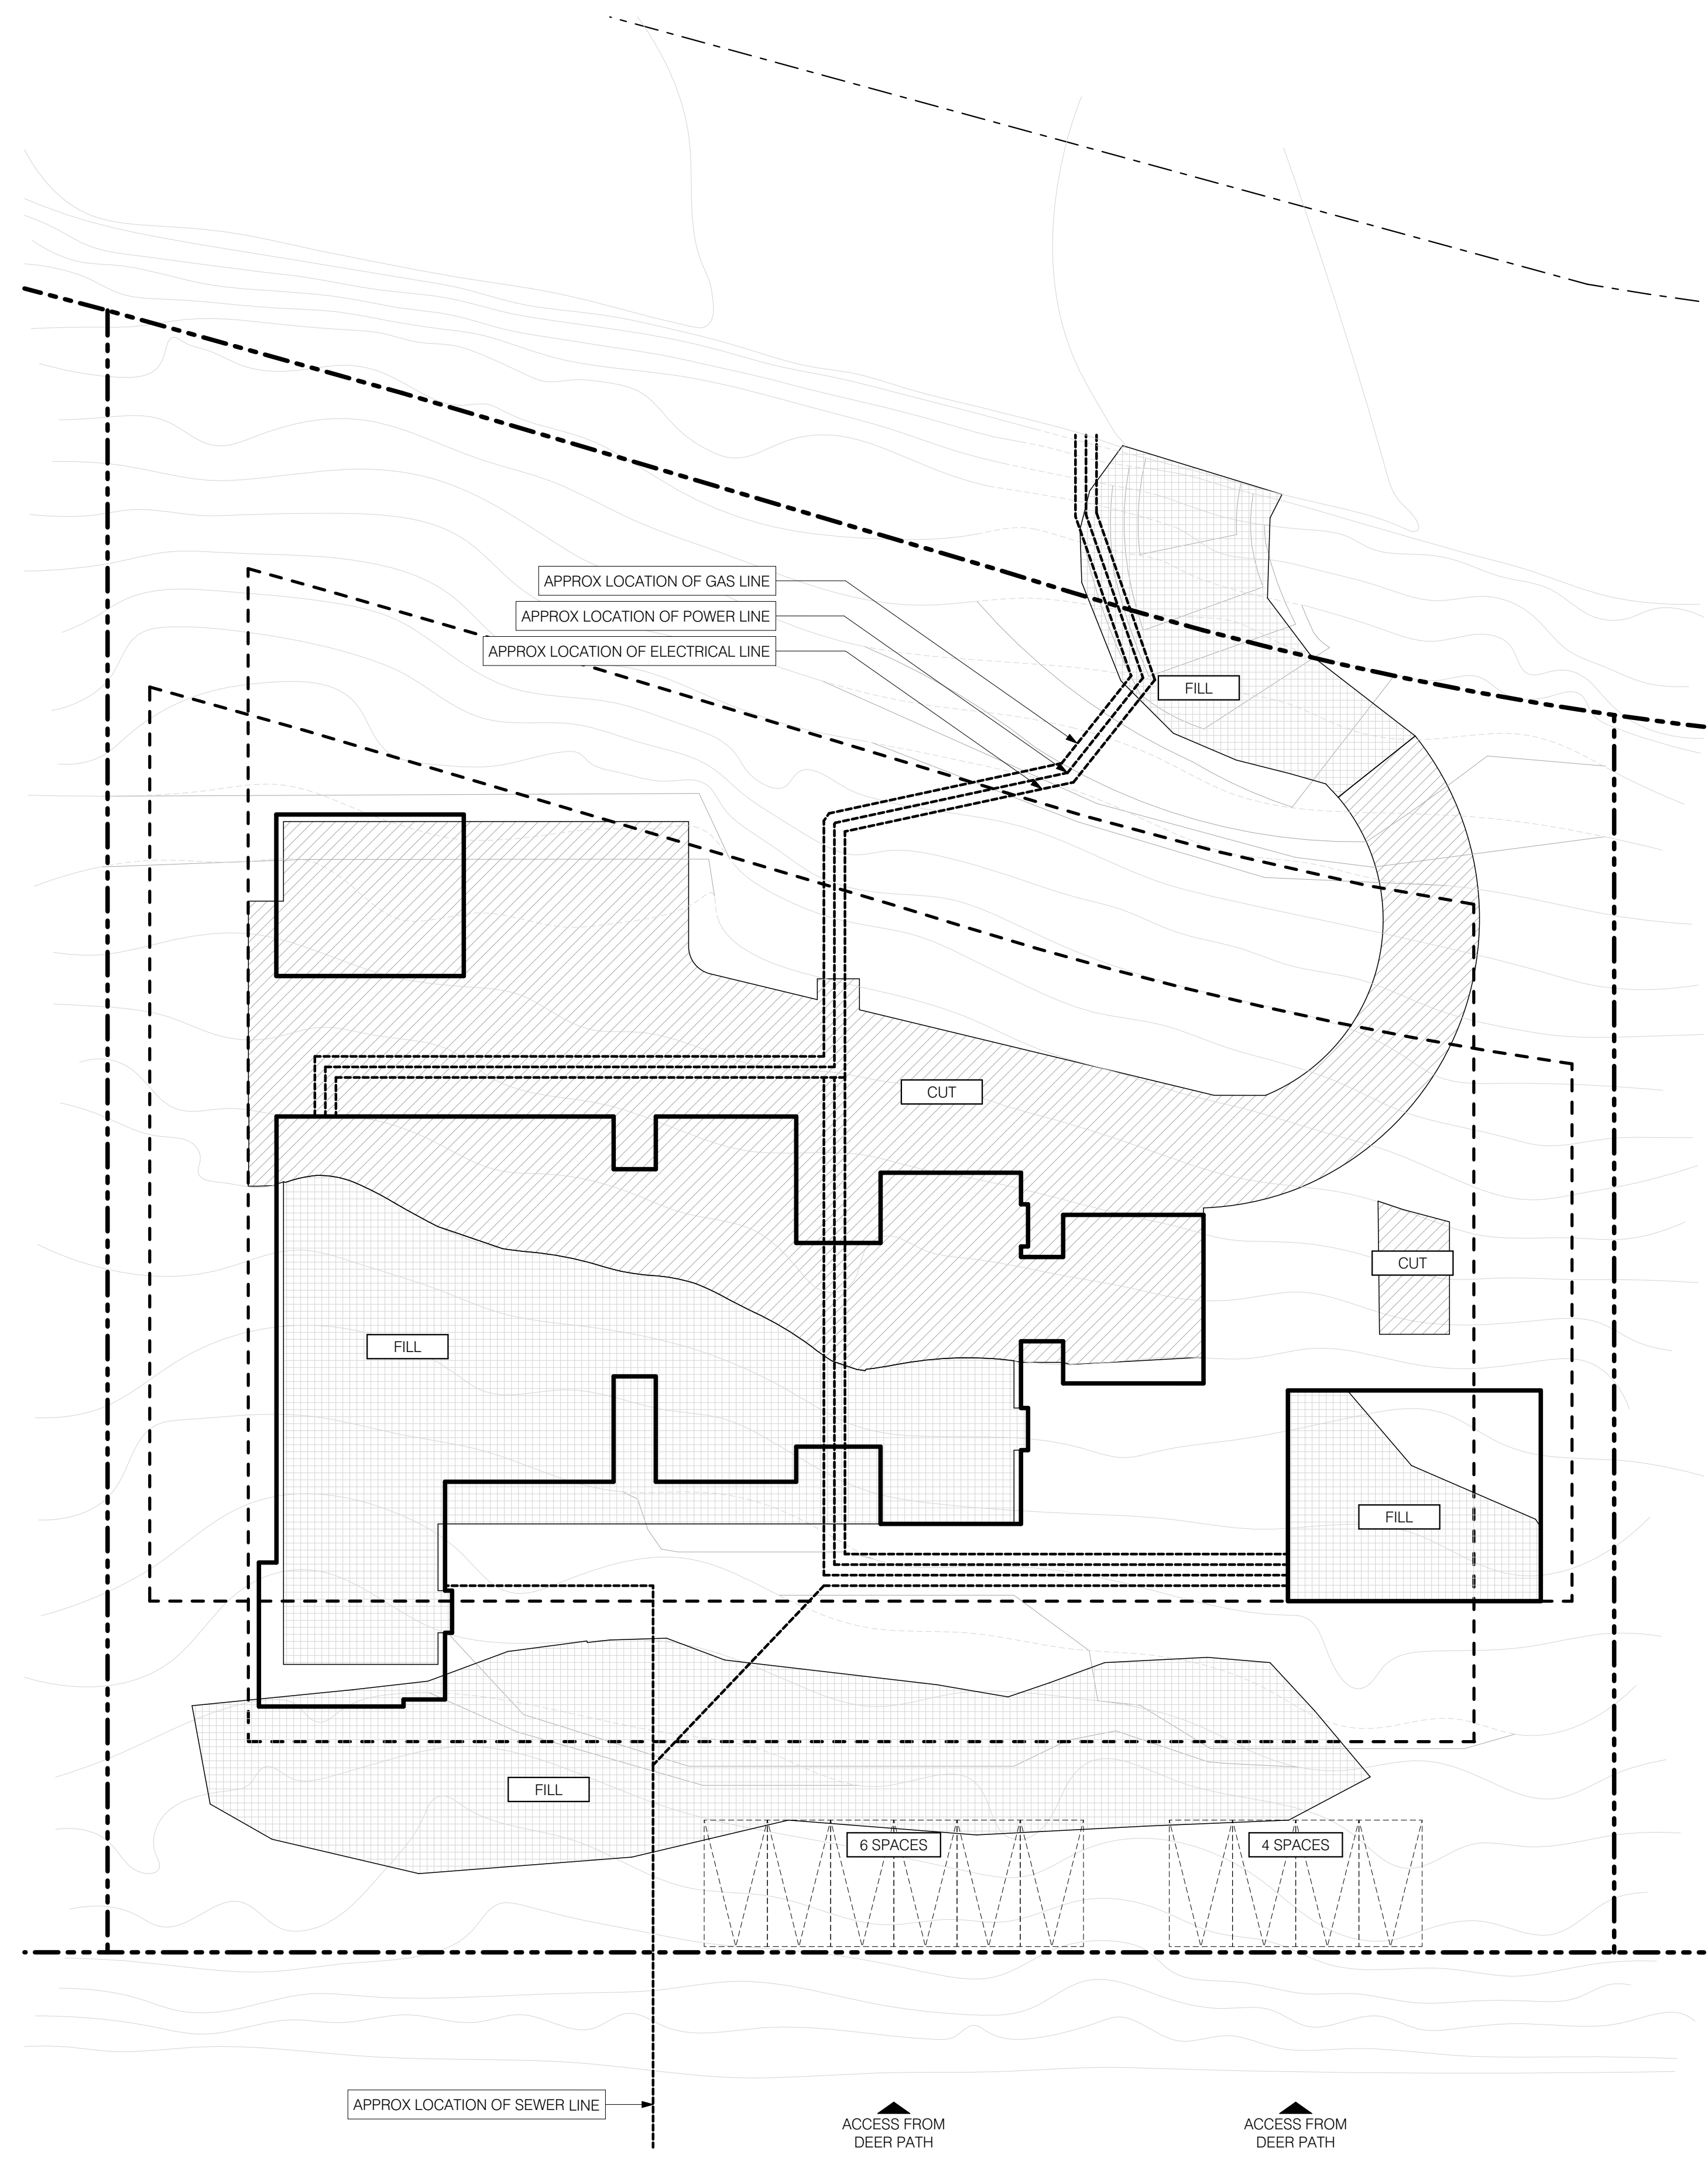 APPROX LOCATION OF GAS LINE
APPROX LOCATION OF POWER LINE
APPROX LOCATION OF ELECTRICAL LINE
FILL
CUT
CUT
FILL
FILL
FILL
6 SPACES
4 SPACES
APPROX LOCATION OF SEWER LINE
ACCESS FROM
DEER PATH
ACCESS FROM
DEER PATH